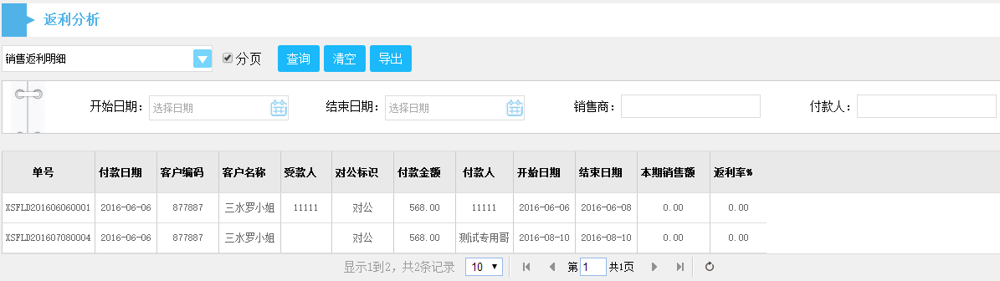 返利分析
销售返利明细 分页 查询 清空 导出
开始日期： 选择日期 结束日期： 选择日期 销售商： 付款人：
单号 付款日期 客户编码 客户名称 受款人 对公标识 付款金额 付款人 开始日期 结束日期 本期销售额 返利率%
XSFLD201606060001 2016-06-06 877887 三水罗小姐 11111 对公 568.00 11111 2016-06-06 2016-06-08 0.00 0.00
XSFLD201607080004 2016-06-06 877887 三水罗小姐 对公 568.00 测试专用哥 2016-08-10 2016-08-10 0.00 0.00
显示1到2，共2条记录 10 第 1 共1页